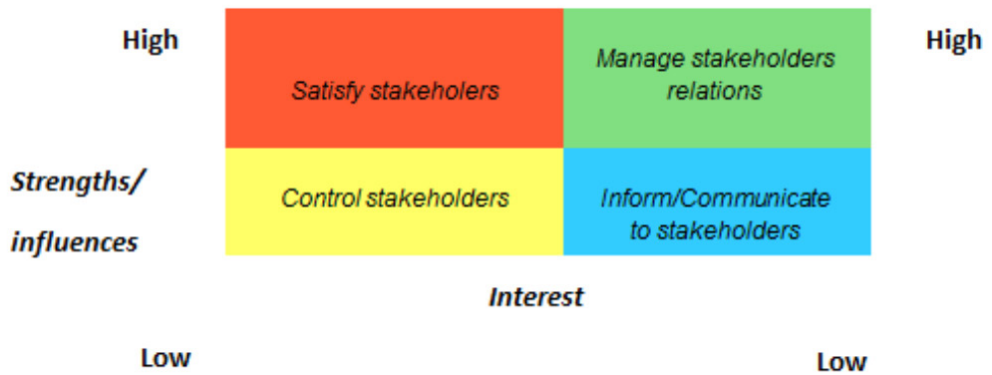 High
High
Satisfy stakeholers
Manage stakeholders
relations
Strengths/
influences
Control stakeholders
Inform/Communicate
to stakeholders
Interest
Low
Low